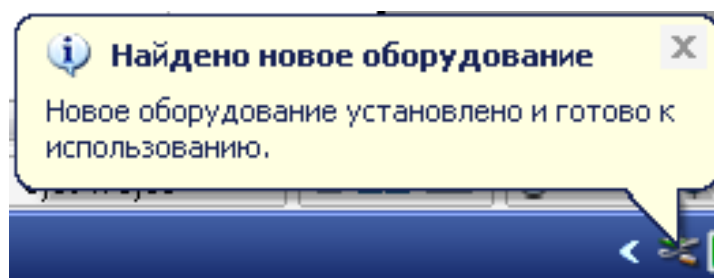 Найдено новое оборудование
Новое оборудование установлено и готово к
использованию.